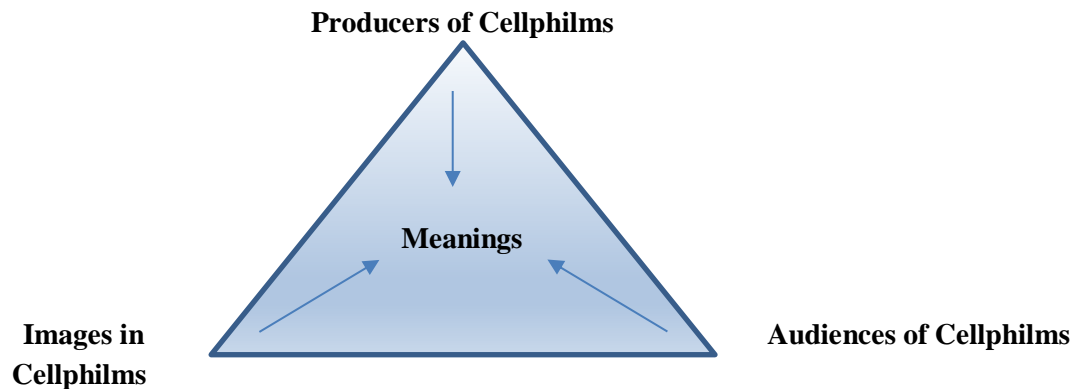 Producers of Cellphilms
Meanings
Images in
Cellphilms
Audiences of Cellphilms